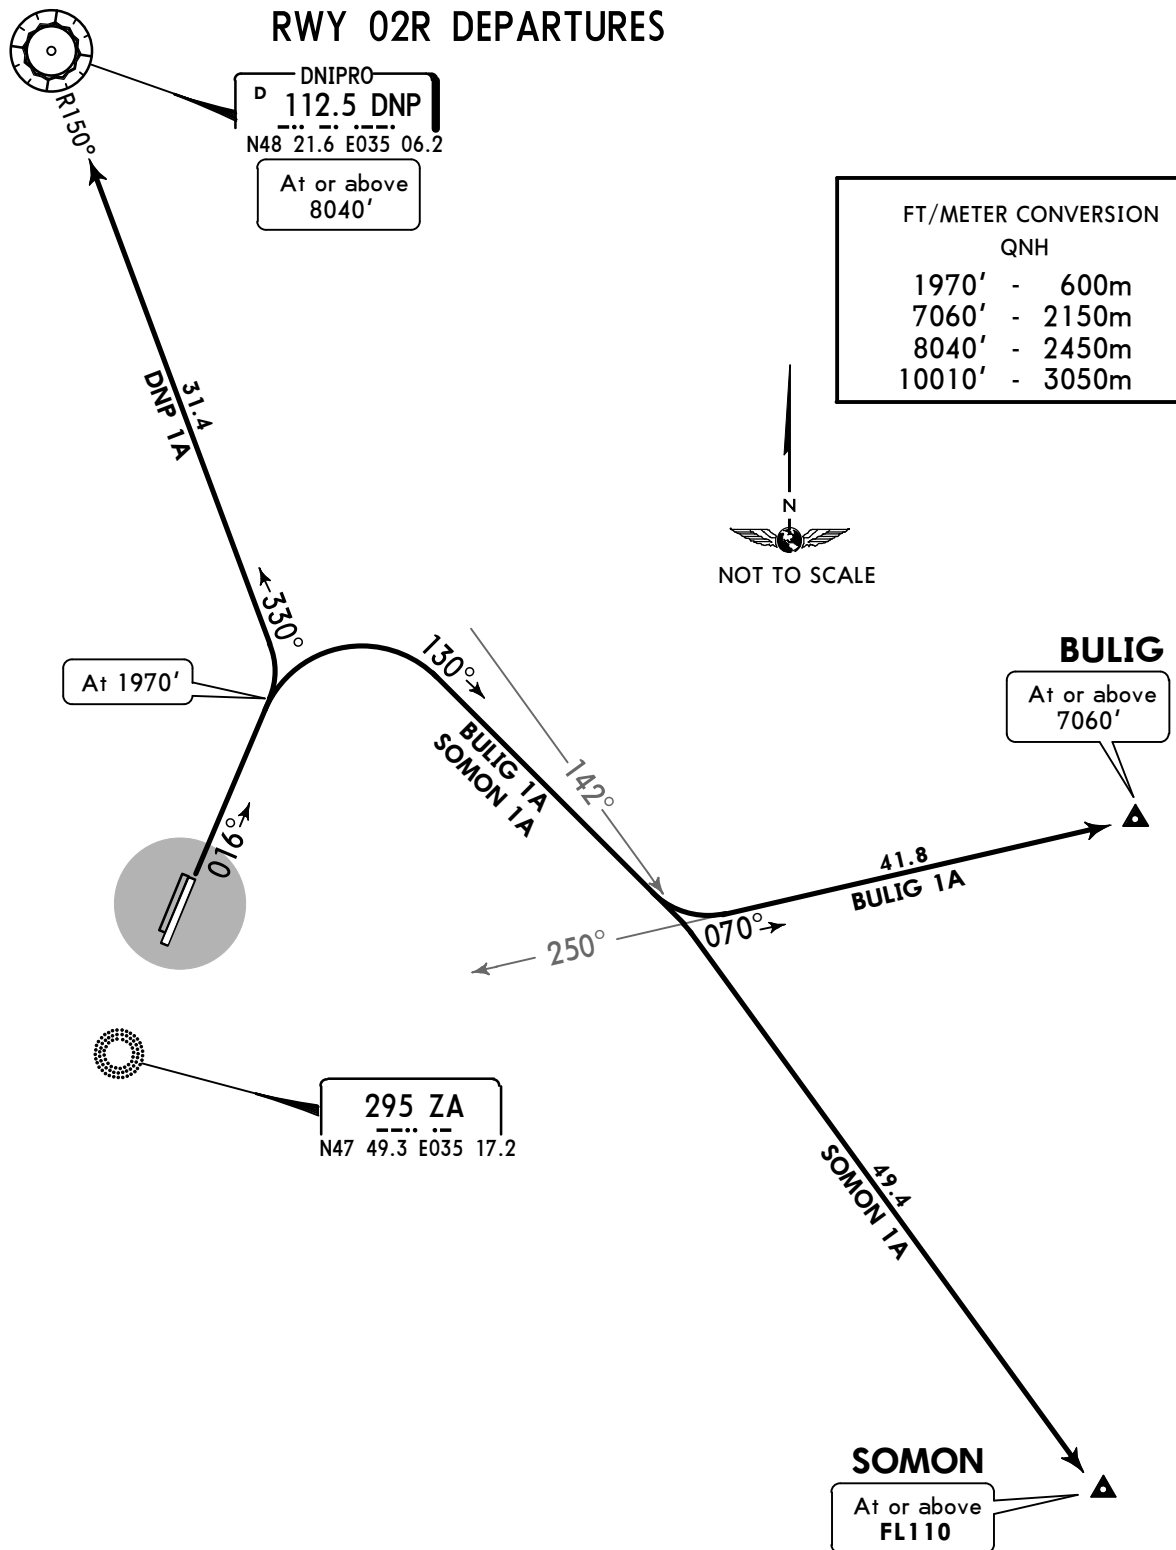 RWY 02R DEPARTURES
DNIPRO
D 112.5 DNP
N48 21.6 E035 06.2
At or above
8040'
R150°
FT/METER CONVERSION
QNH
1970' - 600m
7060' - 2150m
8040' - 2450m
10010' - 3050m
31.4
DNP 1A
N
NOT TO SCALE
330°
130°
At 1970'
BULIG
At or above
7060'
BULIG 1A
SOMON 1A
142°
016°
41.8
BULIG 1A
070°
250°
295 ZA
N47 49.3 E035 17.2
49.4
SOMON 1A
SOMON
At or above
FL110